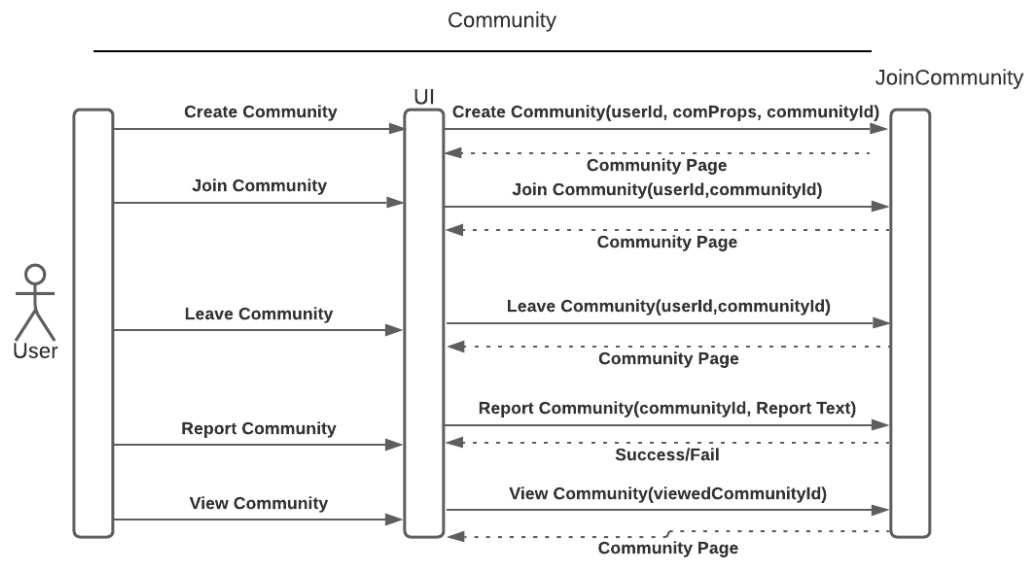 Community
JoinCommunity
UI
Create Community
Create Community(userId, comProps, communityId)
Community Page
Join Community
Join Community(userId,communityId)
Community Page
User
Leave Community
Leave Community(userId,communityId)
Community Page
Report Community
Report Community(communityId, Report Text)
Success/Fail
View Community
View Community(viewedCommunityId)
Community Page